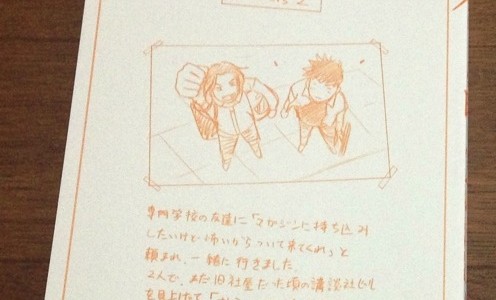 専門学校の友達に「マガジンに持ち込み
したいけど怖いからついて来てくれ」と
頼まれ、一緒に行きました。
2人で、まだ旧社屋だった頃の講談社ビル
を見上げて「